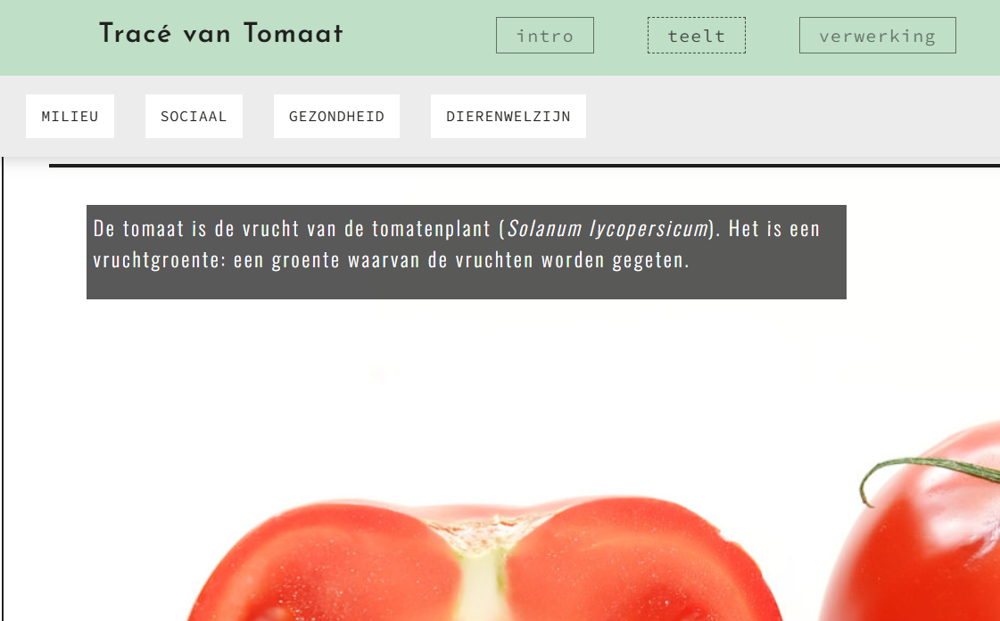 Tracé van Tomaat
intro
teelt
verwerking
MILIEU
SOCIAAL
GEZONDHEID
DIERENWELZIJN
De tomaat is de vrucht van de tomatenplant (Solanum lycopersicum). Het is een
vruchtgroente: een groente waarvan de vruchten worden gegeten.